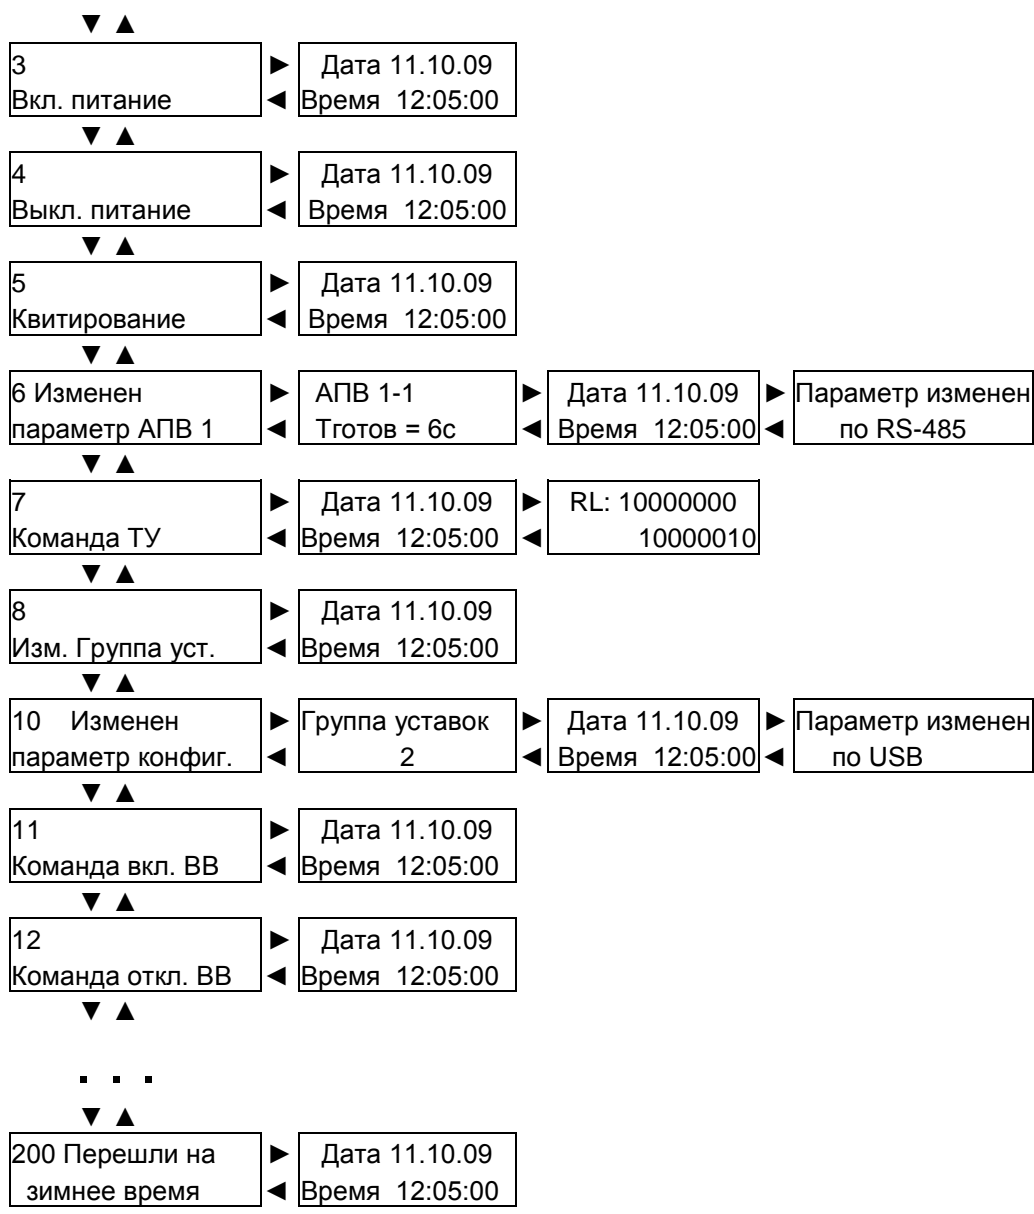 ▼ ▲
3 ► Дата 11.10.09
Вкл. питание ◄ Время 12:05:00
▼ ▲
4 ► Дата 11.10.09
Выкл. питание ◄ Время 12:05:00
▼ ▲
5 ► Дата 11.10.09
Квитирование ◄ Время 12:05:00
▼ ▲
6 Изменен ► АПВ 1-1 ► Дата 11.10.09 ► Параметр изменен
параметр АПВ 1 ◄ Тготов = 6с ◄ Время 12:05:00 ◄ по RS-485
▼ ▲
7 ► Дата 11.10.09 ► RL: 10000000
Команда ТУ ◄ Время 12:05:00 ◄ 10000010
▼ ▲
8 ► Дата 11.10.09
Изм. Группа уст. ◄ Время 12:05:00
▼ ▲
10 Изменен ► Группа уставок ► Дата 11.10.09 ► Параметр изменен
параметр конфиг. ◄ 2 ◄ Время 12:05:00 ◄ по USB
▼ ▲
11 ► Дата 11.10.09
Команда вкл. ВВ ◄ Время 12:05:00
▼ ▲
12 ► Дата 11.10.09
Команда откл. ВВ ◄ Время 12:05:00
▼ ▲
. . .
▼ ▲
200 Перешли на ► Дата 11.10.09
зимнее время ◄ Время 12:05:00